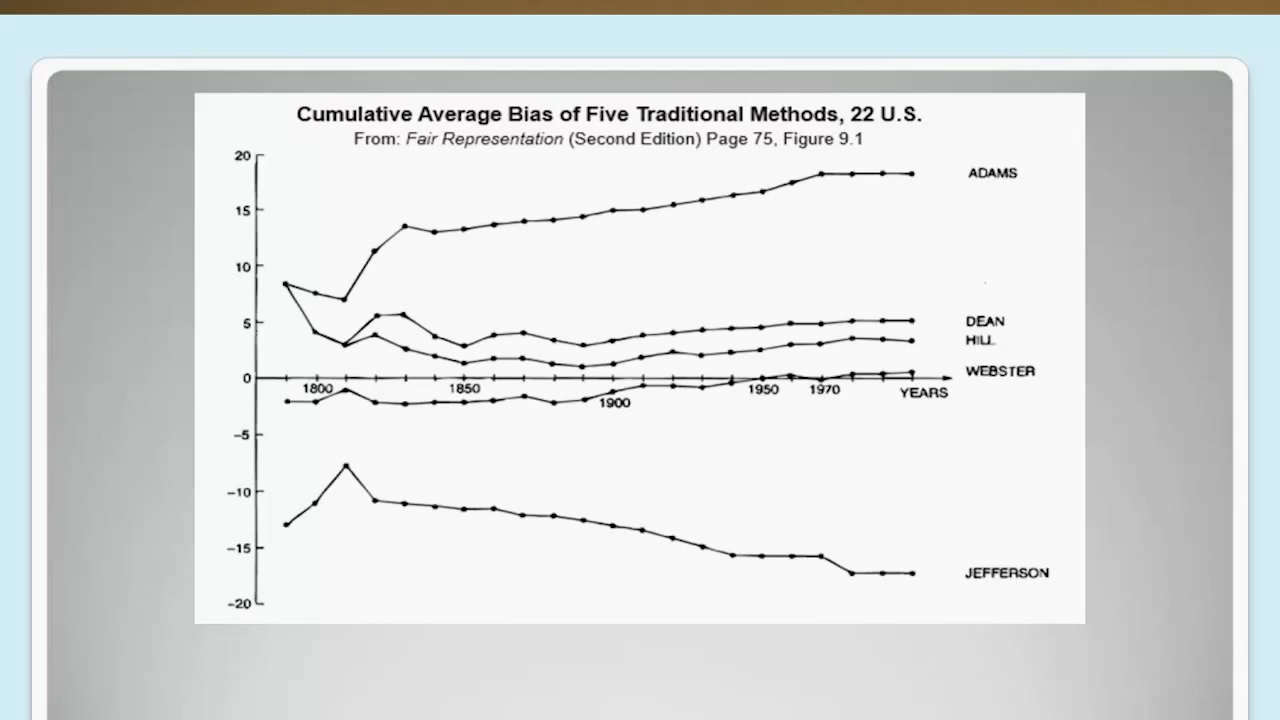 Cumulative Average Bias of Five Traditional Methods, 22 U.S.
From: Fair Representation (Second Edition) Page 75, Figure 9.1
20
ADAMS
15
10
5
DEAN
HILL
WEBSTER
0
1800
1850
1900
1950
1970
YEARS
-5
-10
-15
JEFFERSON
-20